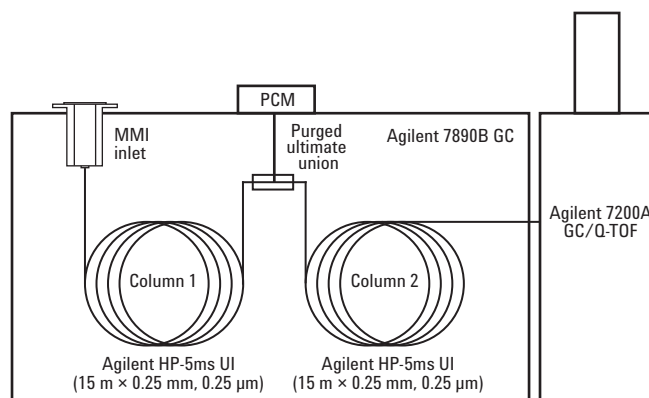 PCM
MMI
inlet
Purged
ultimate
union
Agilent 7890B GC
Agilent 7200A
GC/Q-TOF
Column 1
Column 2
Agilent HP-5ms UI
(15 m × 0.25 mm, 0.25 µm)
Agilent HP-5ms UI
(15 m × 0.25 mm, 0.25 µm)